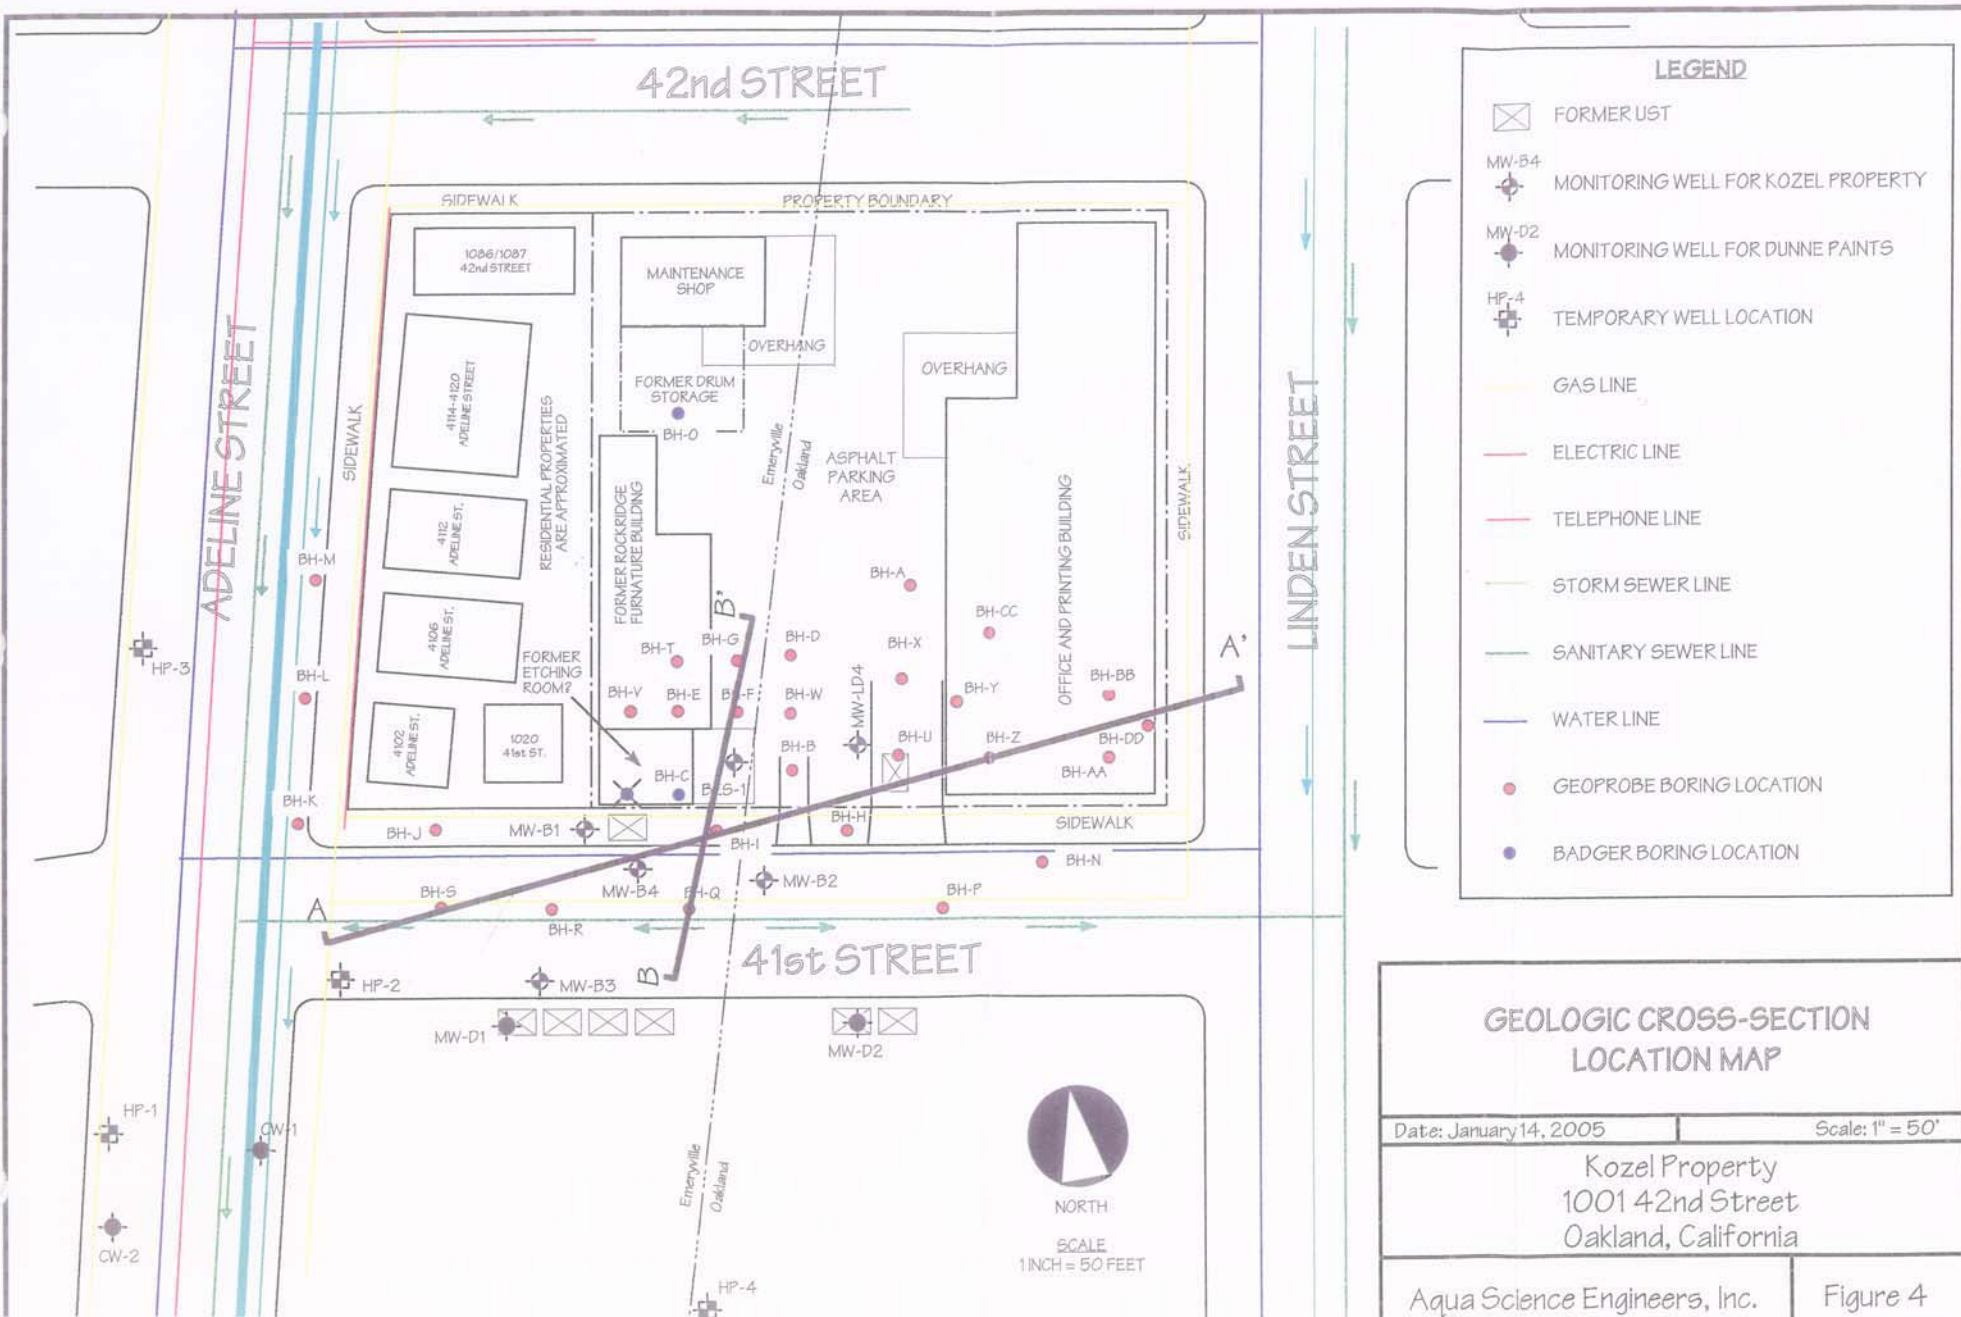 42nd STREET
SIDEWALK
PROPERTY BOUNDARY
1086/1087
42nd STREET
MAINTENANCE
SHOP
OVERHANG
OVERHANG
FORMER DRUM
STORAGE
BH-O
4114-4120
ADELINE STREET
RESIDENTIAL PROPERTIES
ARE APPROXIMATED
SIDEWALK
ADELINE STREET
Emeryville
Oakland
ASPHALT
PARKING
AREA
4112
ADELINE ST.
FORMER ROCKRIDGE
FURNATURE BUILDING
OFFICE AND PRINTING BUILDING
SIDEWALK
LINDEN STREET
BH-M
BH-A
B'
BH-CC
4106
ADELINE ST.
HP-3
BH-L
FORMER
ETCHING
ROOM?
BH-T
BH-G
BH-D
BH-X
A'
BH-V
BH-E
BH-F
BH-W
MW-LD4
BH-Y
BH-BB
4102
ADELINE ST.
1020
41st ST.
BH-B
BH-U
BH-Z
BH-DD
BH-C
BES-1
BH-AA
BH-K
BH-J
MW-B1
BH-H
SIDEWALK
BH-I
BH-N
BH-S
MW-B4
BH-Q
MW-B2
BH-P
A
BH-R
41st STREET
B
HP-2
MW-B3
MW-D1
MW-D2
HP-1
CW-1
CW-2
Emeryville
Oakland
HP-4
NORTH
SCALE
1 INCH = 50 FEET
LEGEND
FORMER UST
MW-B4
MONITORING WELL FOR KOZEL PROPERTY
MW-D2
MONITORING WELL FOR DUNNE PAINTS
HP-4
TEMPORARY WELL LOCATION
GAS LINE
ELECTRIC LINE
TELEPHONE LINE
STORM SEWER LINE
SANITARY SEWER LINE
WATER LINE
GEOPROBE BORING LOCATION
BADGER BORING LOCATION
GEOLOGIC CROSS-SECTION
LOCATION MAP
Date: January 14, 2005
Scale: 1" = 50'
Kozel Property
1001 42nd Street
Oakland, California
Aqua Science Engineers, Inc.
Figure 4